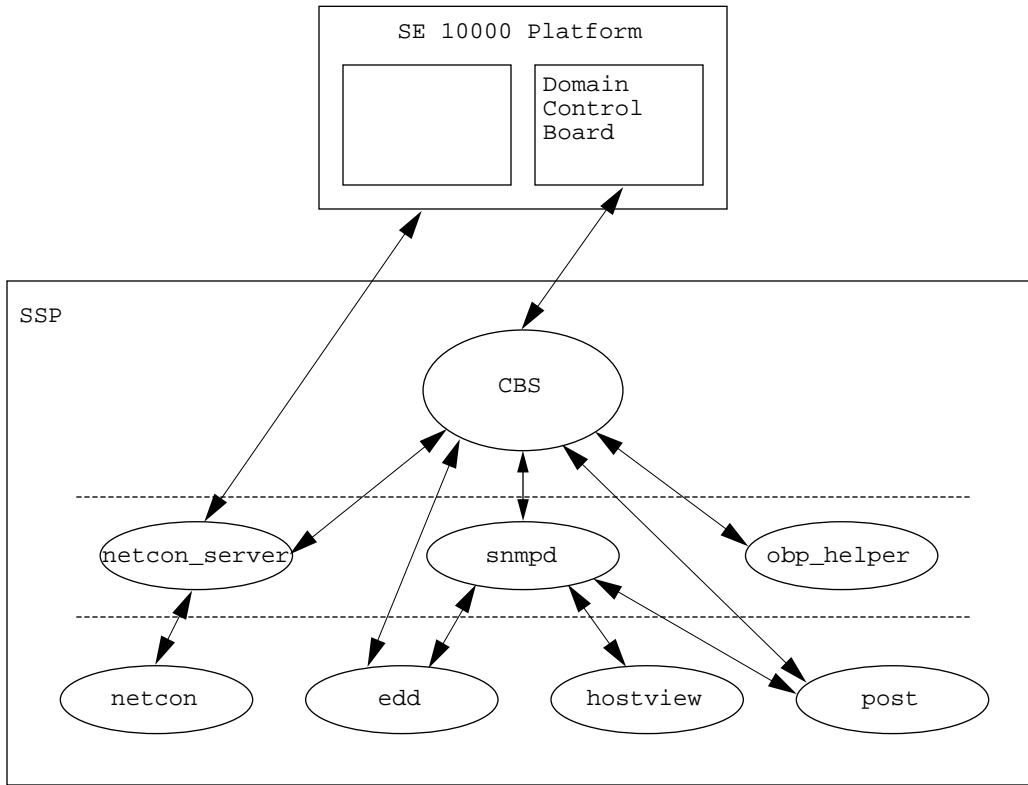 SE 10000 Platform
Domain
Control
Board
SSP
CBS
netcon_server
snmpd
obp_helper
netcon
edd
hostview
post